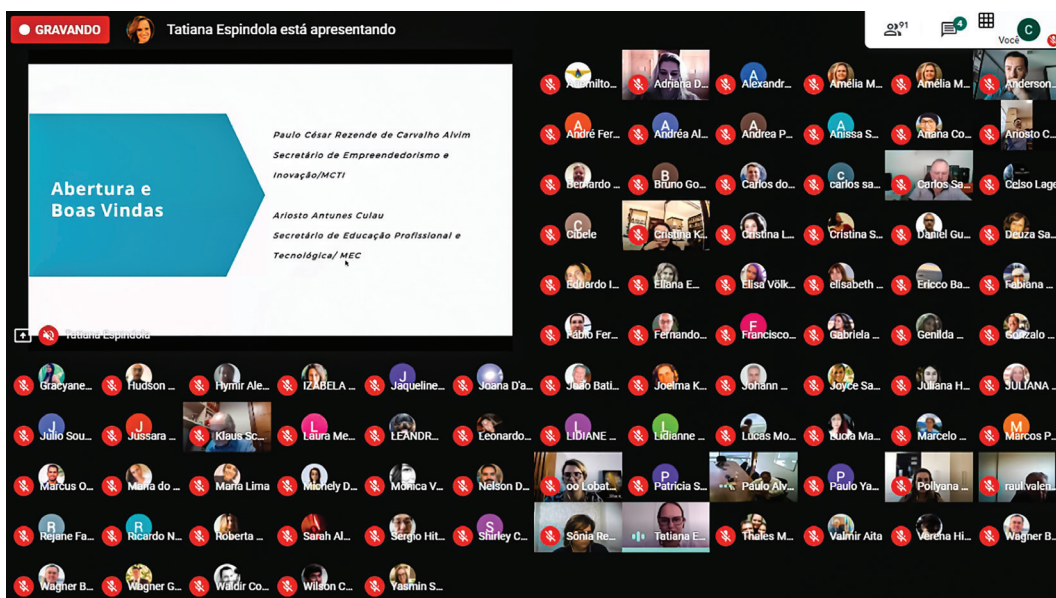 GRAVANDO
Tatiana Espindola está apresentando
91
4
Você
C
Abertura e
Boas Vindas
Paulo César Rezende de Carvalho Alvim
Secretário de Empreendedorismo e
Inovação/MCTI
Ariosto Antunes Culau
Secretário de Educação Profissional e
Tecnológica/ MEC
Tatiana Espindola
Adriana D...
Alexandr...
Amélia M...
Amélia M...
Anderson...
André Fer...
Andréa Al...
Andrea P...
Anissa S...
Ariana Co...
Ariosto C...
Bernardo ...
Bruno Go...
Carlos do...
carlos sa...
Carlos Sa...
Celso Lage
Cibele
Cristina K...
Cristina L...
Cristina S...
Daniel Gu...
Deuza Sa...
Eduardo I...
Eliana E...
Elisa Völk...
elisabeth ...
Ericco Ba...
Fabiana ...
Fabio Fer...
Fernando...
Francisco...
Gabriela ...
Genilda ...
Gonzalo ...
Gracyane...
Hudson ...
Hymir Ale...
IZABELA ...
Jaqueline...
Joana D'a...
João Bati...
Joelma K...
Johann ...
Joyce Sa...
Juliana H...
JULIANA ...
Julio Sou...
Jussara ...
Klaus Sc...
Laura Me...
LEANDR...
Leonardo...
LIDIANE ...
Lidianne ...
Lucas Mo...
Marcelo ...
Marcos P...
Marcus O...
Maria do ...
Maria Lima
Michely D...
Mônica V...
Nelson D...
oo Lobat...
Patricia S...
Paulo Alv...
Paulo Ya...
Pollyana ...
raul.valen...
Rejane Fa...
Ricardo N...
Roberta ...
Sarah Al...
Sergio Hit...
Shirley C...
Sônia Re...
Tatiana E...
Thales M...
Valmir Aita
Verena Hi...
Wagner B...
Wagner B...
Wagner G...
Waldir Co...
Wilson C...
Yasmin S...